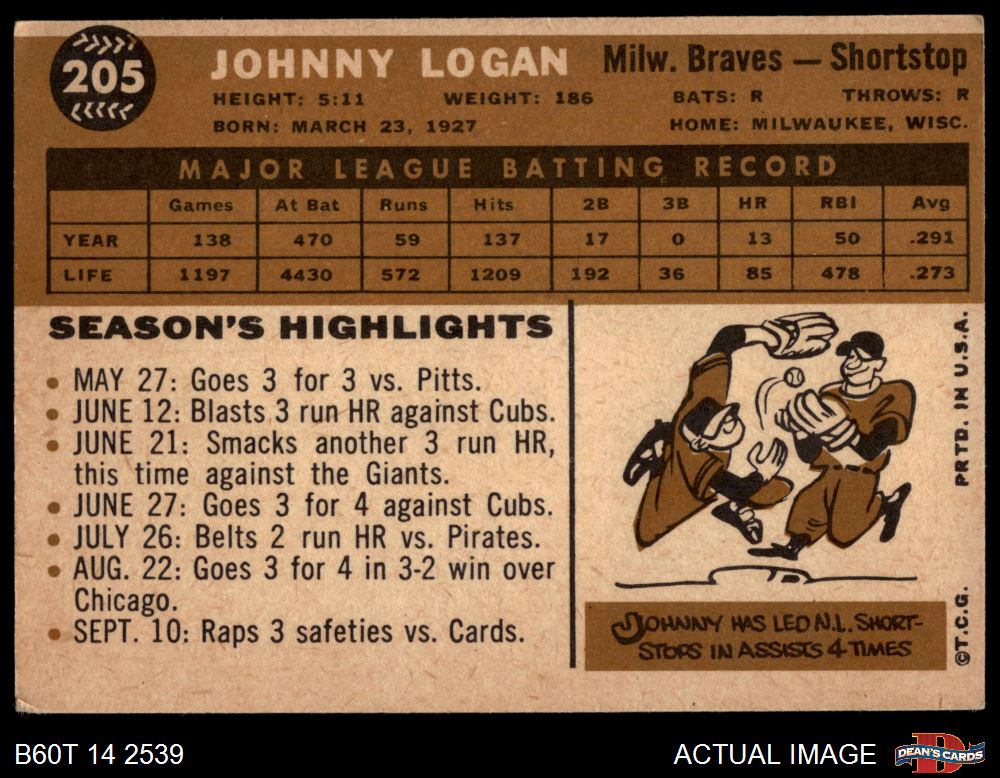 205
JOHNNY LOGAN Milw. Braves — Shortstop
HEIGHT: 5:11 WEIGHT: 186 BATS: R THROWS: R
BORN: MARCH 23, 1927 HOME: MILWAUKEE, WISC.
MAJOR LEAGUE BATTING RECORD
Games At Bat Runs Hits 2B 3B HR RBI Avg
YEAR 138 470 59 137 17 0 13 50 .291
LIFE 1197 4430 572 1209 192 36 85 478 .273
SEASON'S HIGHLIGHTS
• MAY 27: Goes 3 for 3 vs. Pitts.
• JUNE 12: Blasts 3 run HR against Cubs.
• JUNE 21: Smacks another 3 run HR,
this time against the Giants.
• JUNE 27: Goes 3 for 4 against Cubs.
• JULY 26: Belts 2 run HR vs. Pirates.
• AUG. 22: Goes 3 for 4 in 3-2 win over
Chicago.
• SEPT. 10: Raps 3 safeties vs. Cards.
JOHNNY HAS LED N.L. SHORT-
STOPS IN ASSISTS 4 TIMES
©T.C.G. PRTD. IN U.S.A.
B60T 14 2539 ACTUAL IMAGE DEAN'S CARDS